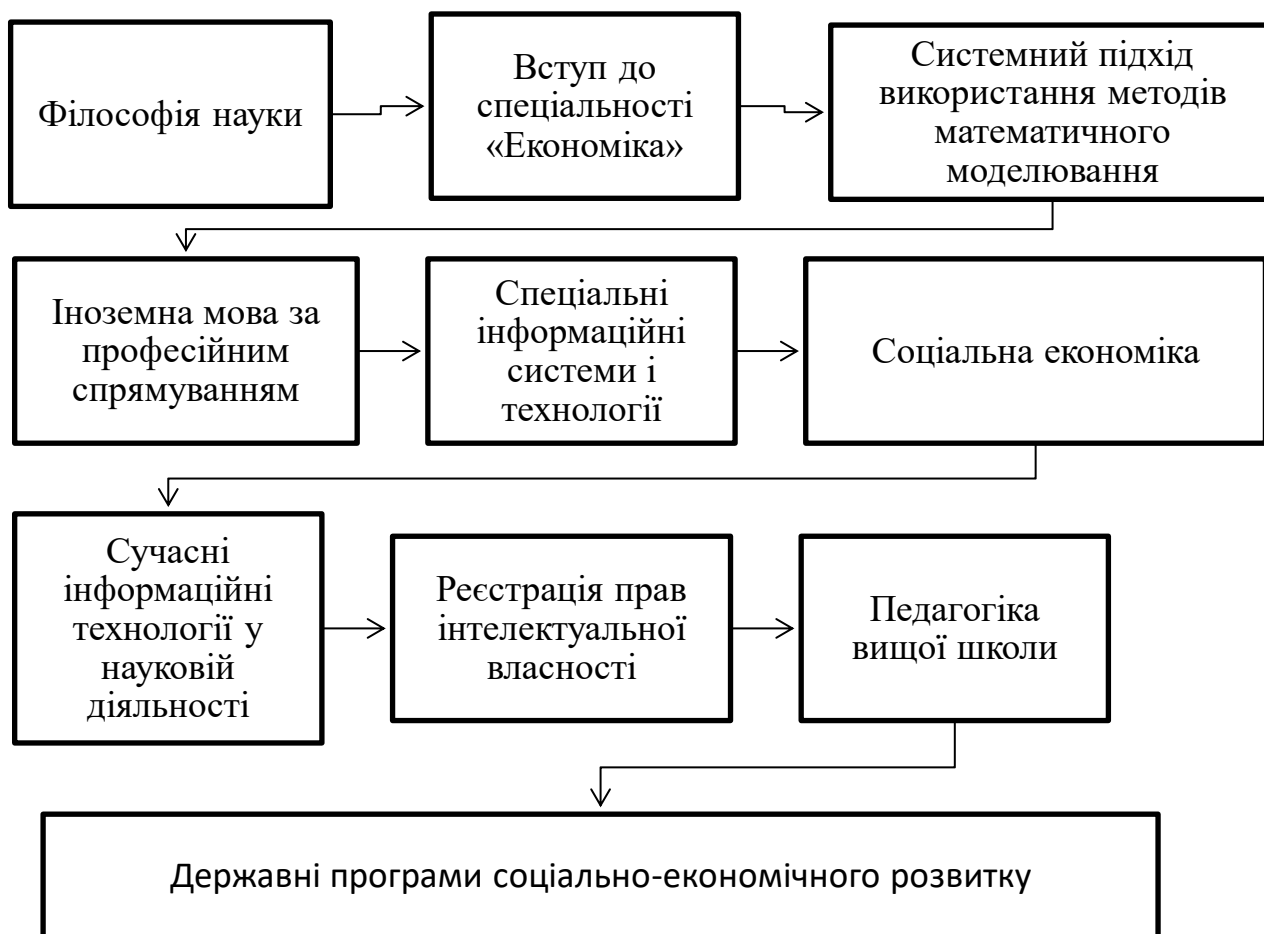 Філософія науки
Вступ до
спеціальності
«Економіка»
Системний підхід
використання методів
математичного
моделювання
Іноземна мова за
професійним
спрямуванням
Спеціальні
інформаційні
системи і
технології
Соціальна економіка
Сучасні
інформаційні
технології у
науковій
діяльності
Реєстрація прав
інтелектуальної
власності
Педагогіка
вищої школи
Державні програми соціально-економічного розвитку